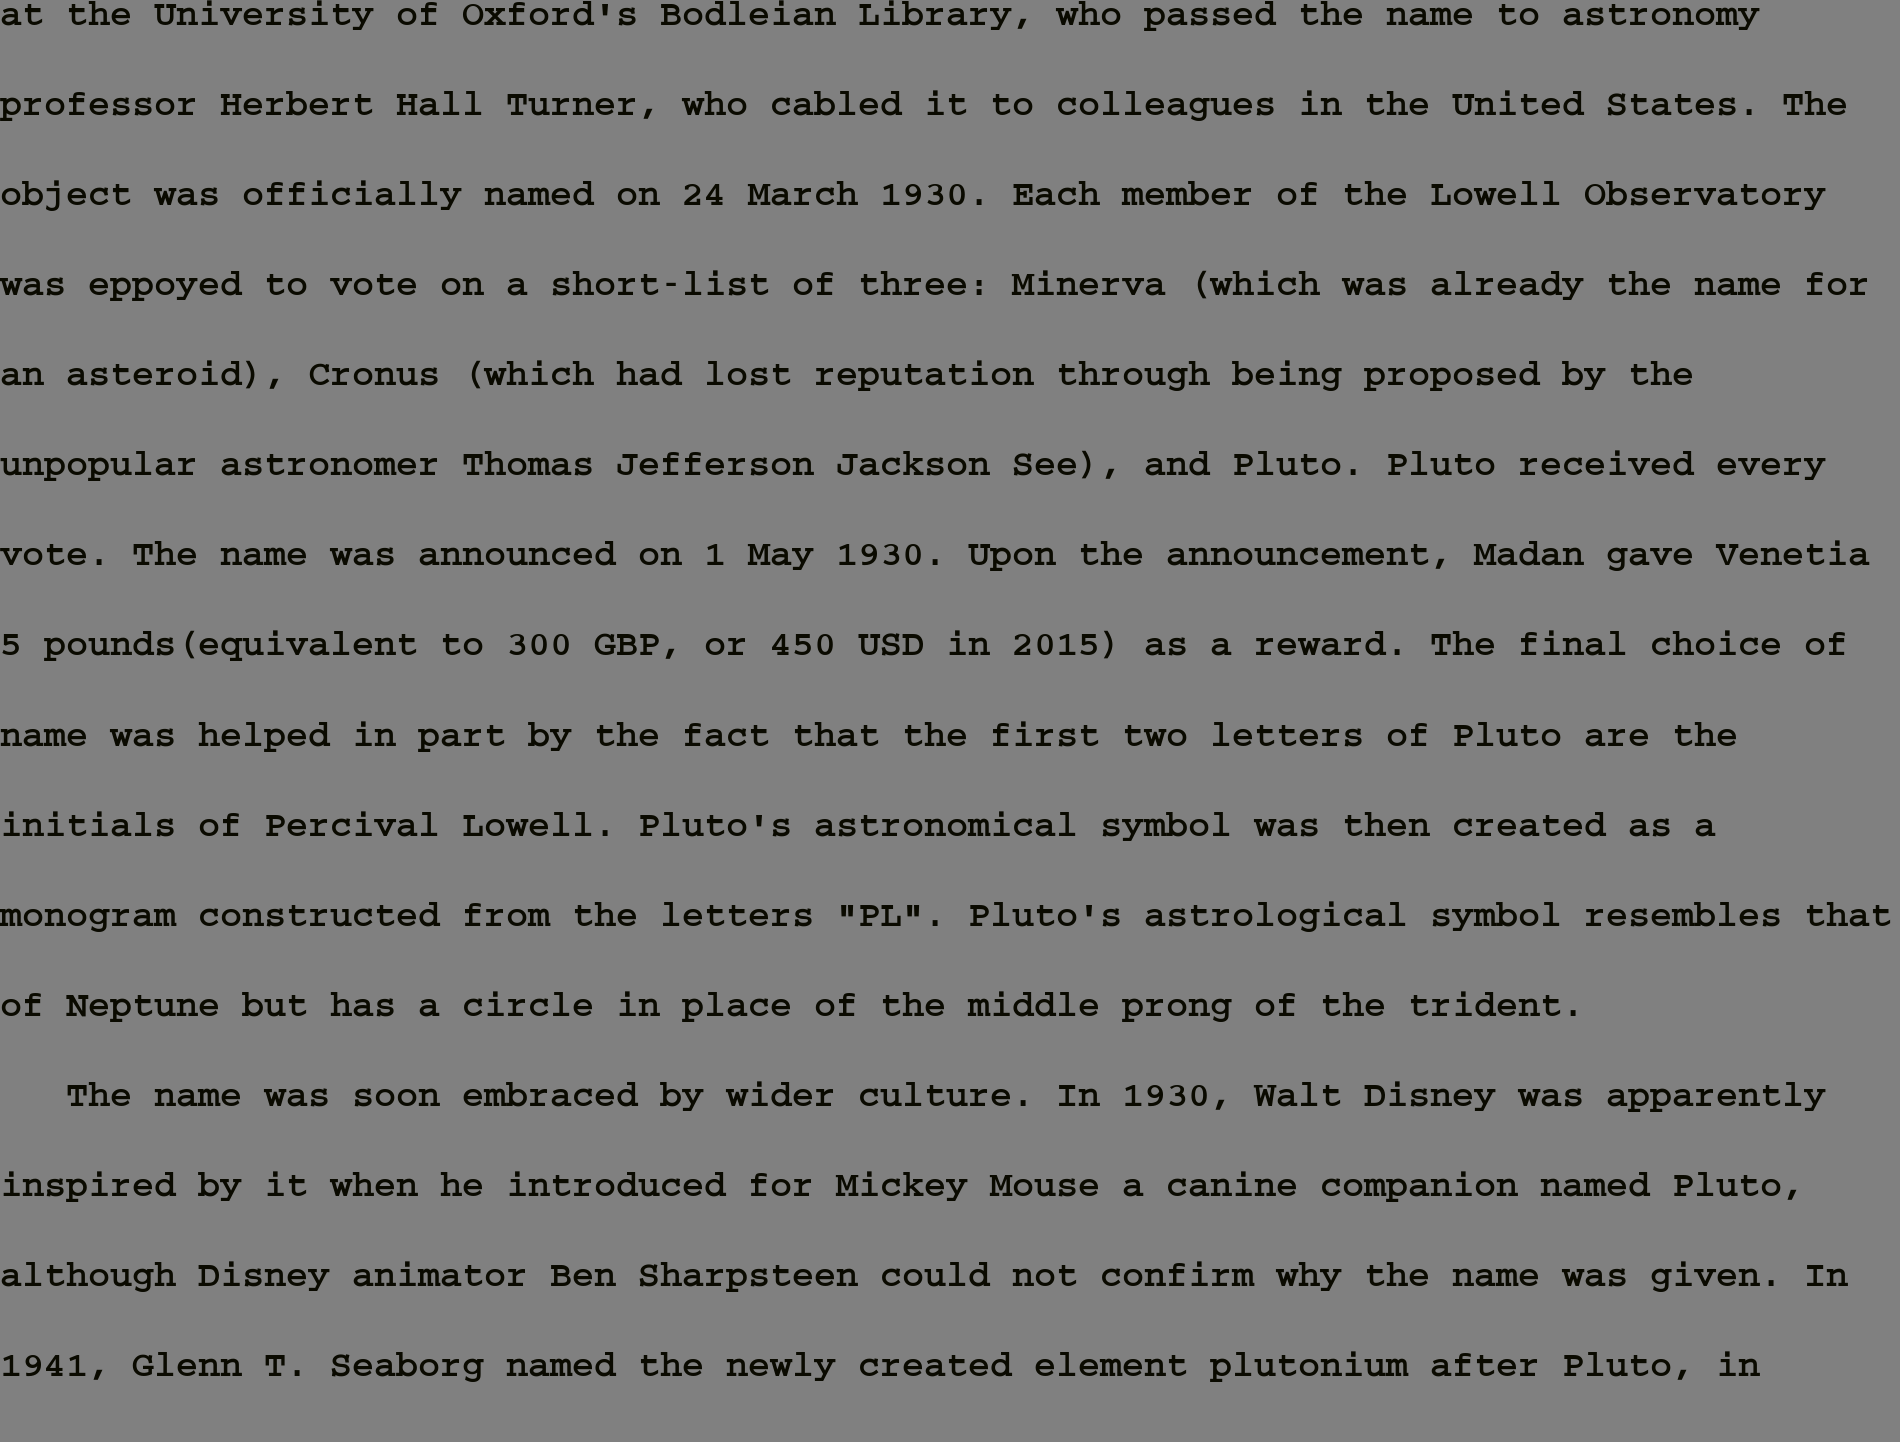 at the University of Oxford's Bodleian Library, who passed the name to astronomy
professor Herbert Hall Turner, who cabled it to colleagues in the United States. The
object was officially named on 24 March 1930. Each member of the Lowell Observatory
was eppoyed to vote on a short-list of three: Minerva (which was already the name for
an asteroid), Cronus (which had lost reputation through being proposed by the
unpopular astronomer Thomas Jefferson Jackson See), and Pluto. Pluto received every
vote. The name was announced on 1 May 1930. Upon the announcement, Madan gave Venetia
5 pounds(equivalent to 300 GBP, or 450 USD in 2015) as a reward. The final choice of
name was helped in part by the fact that the first two letters of Pluto are the
initials of Percival Lowell. Pluto's astronomical symbol was then created as a
monogram constructed from the letters "PL". Pluto's astrological symbol resembles that
of Neptune but has a circle in place of the middle prong of the trident.
The name was soon embraced by wider culture. In 1930, Walt Disney was apparently
inspired by it when he introduced for Mickey Mouse a canine companion named Pluto,
although Disney animator Ben Sharpsteen could not confirm why the name was given. In
1941, Glenn T. Seaborg named the newly created element plutonium after Pluto, in